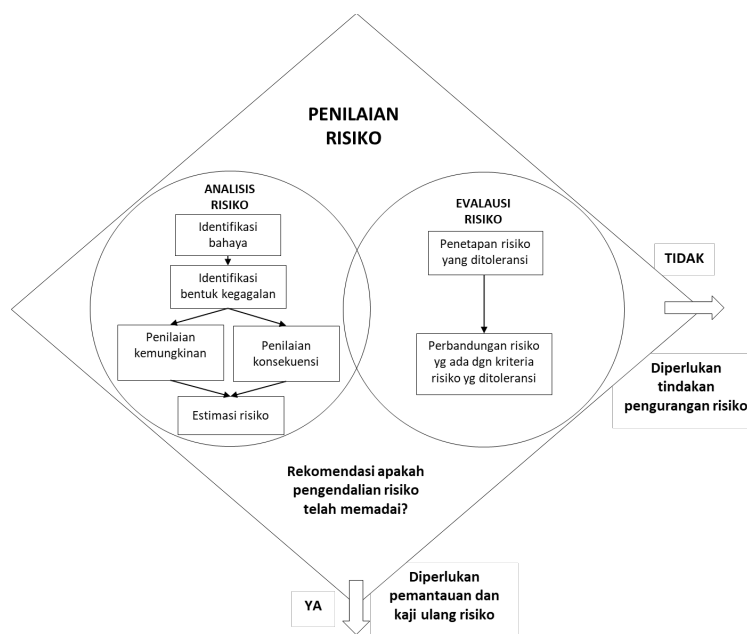 PENILAIAN
RISIKO
ANALISIS
RISIKO
Identifikasi
bahaya
Identifikasi
bentuk kegagalan
Penilaian
kemungkinan
Penilaian
konsekuensi
Estimasi risiko
EVALAUSI
RISIKO
Penetapan risiko
yang ditoleransi
Perbandungan risiko
yg ada dgn kriteria
risiko yg ditoleransi
TIDAK
Diperlukan
tindakan
pengurangan risiko
Rekomendasi apakah
pengendalian risiko
telah memadai?
YA
Diperlukan
pemantauan dan
kaji ulang risiko